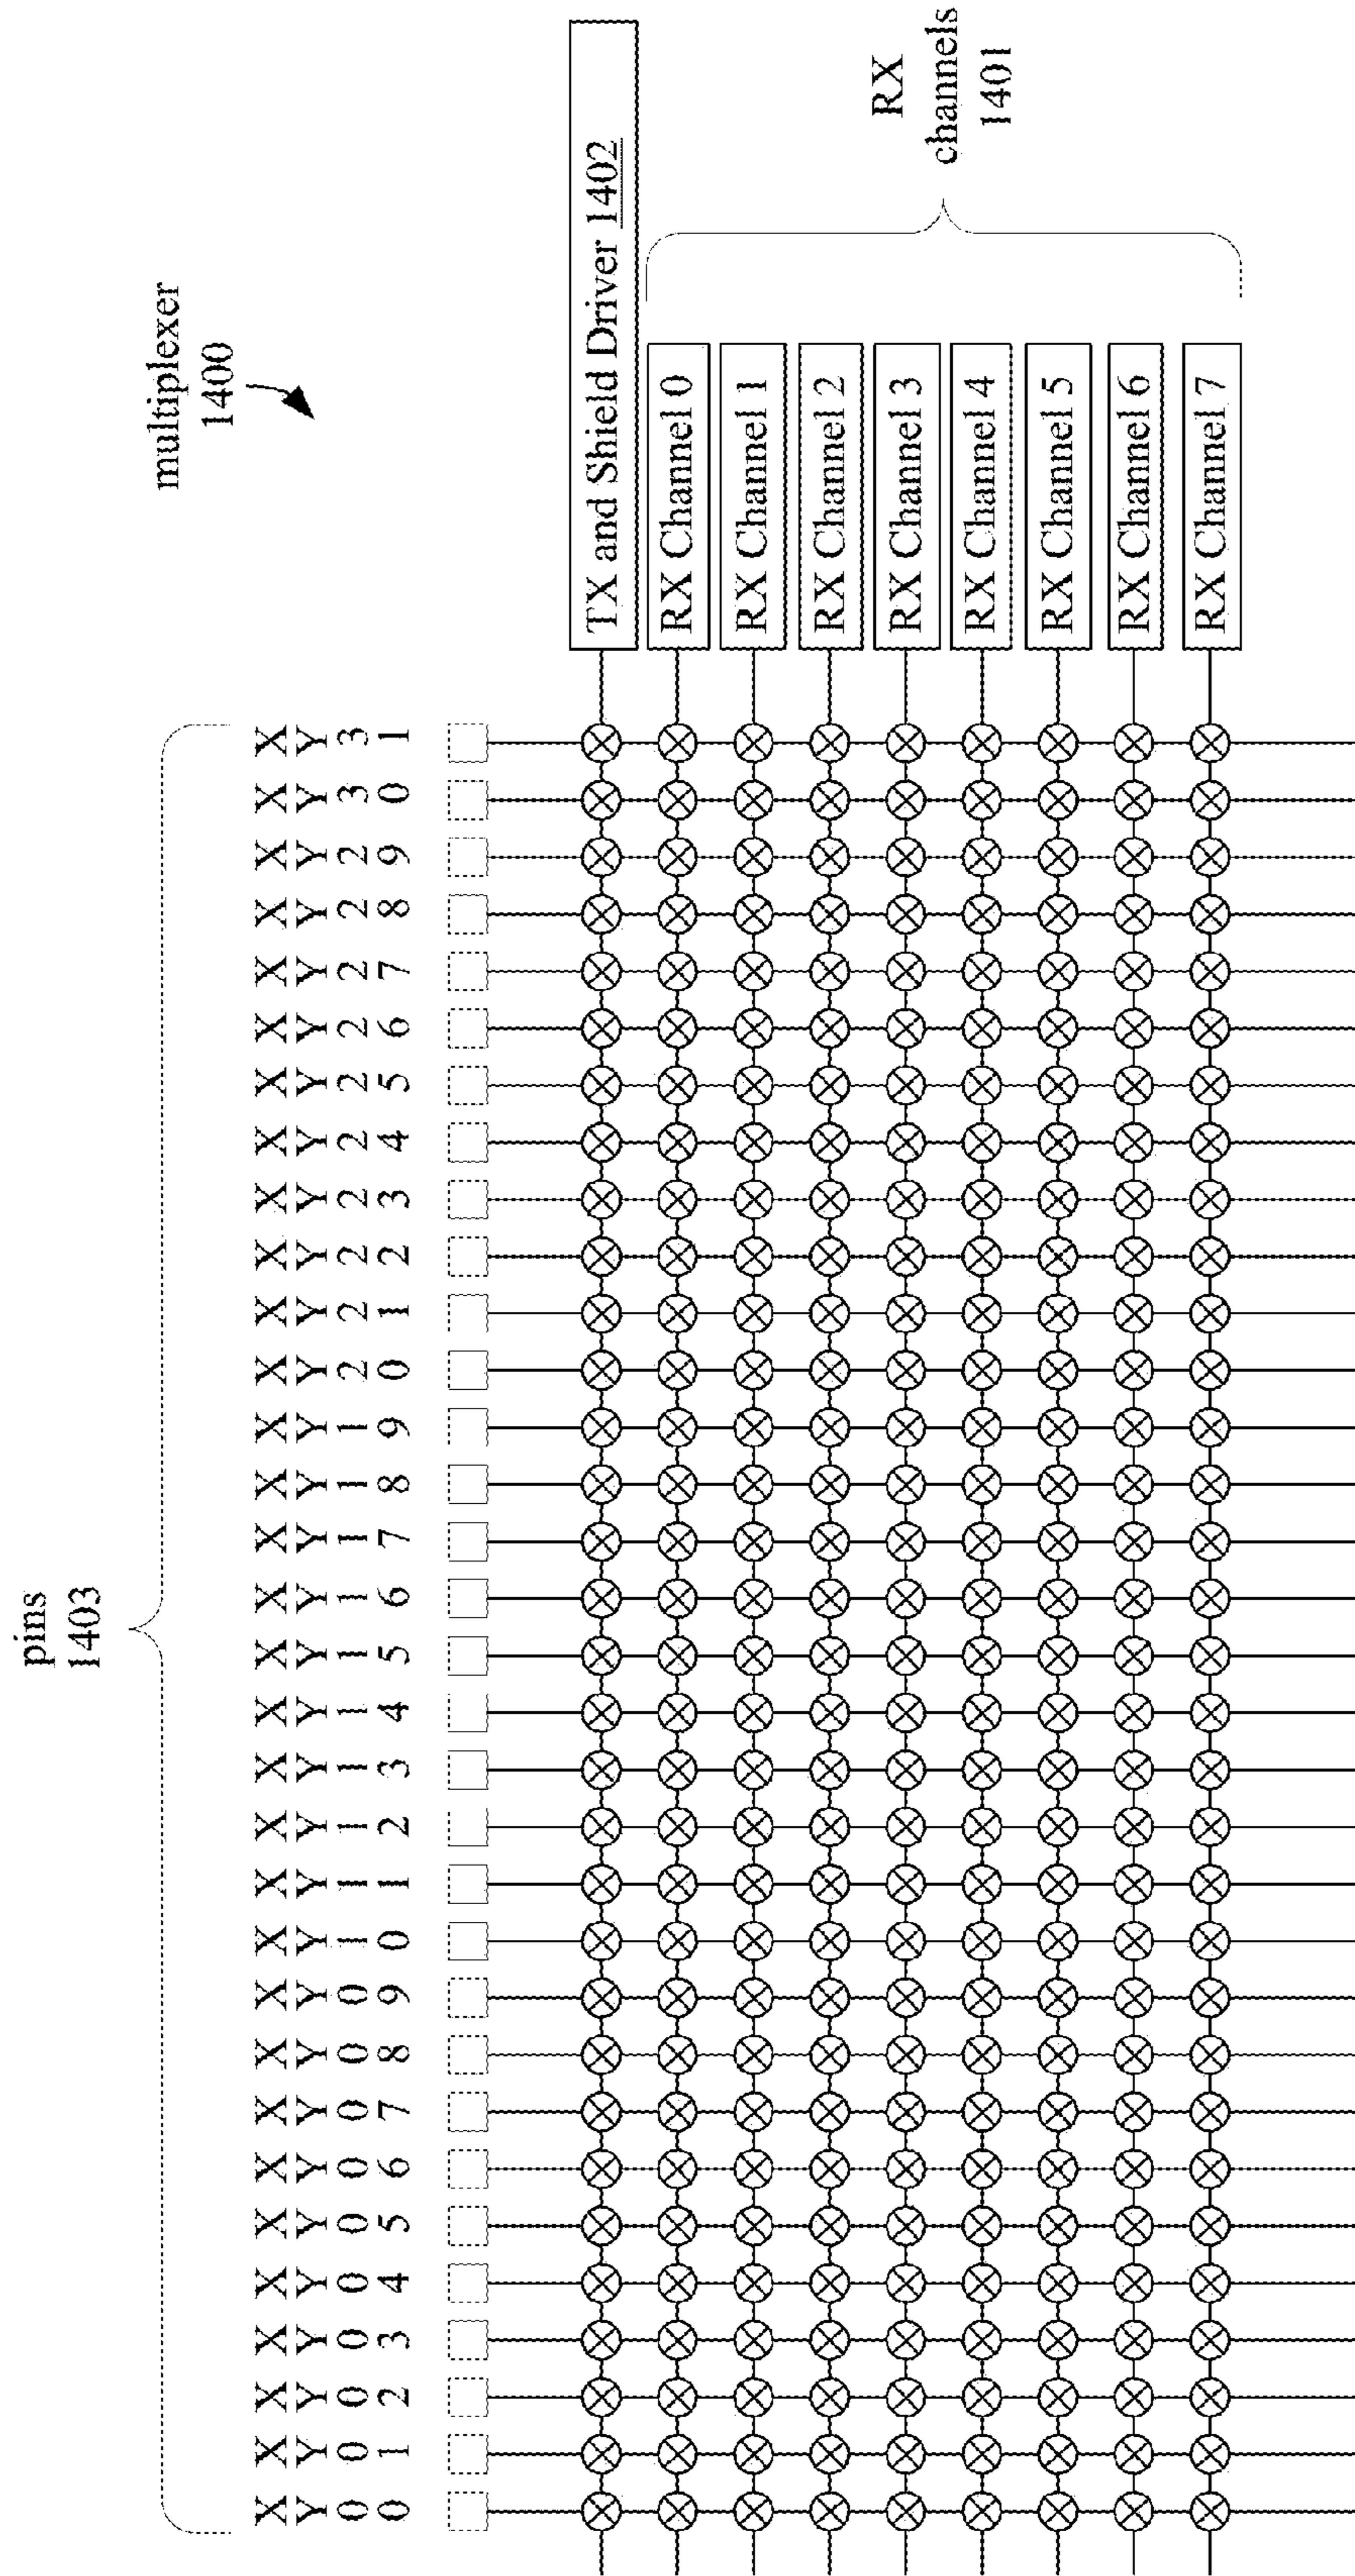 pins
1403
multiplexer
1400
XY00
XY01
XY02
XY03
XY04
XY05
XY06
XY07
XY08
XY09
XY10
XY11
XY12
XY13
XY14
XY15
XY16
XY17
XY18
XY19
XY20
XY21
XY22
XY23
XY24
XY25
XY26
XY27
XY28
XY29
XY30
XY31
TX and Shield Driver 1402
RX Channel 0
RX Channel 1
RX Channel 2
RX Channel 3
RX Channel 4
RX Channel 5
RX Channel 6
RX Channel 7
RX
channels
1401